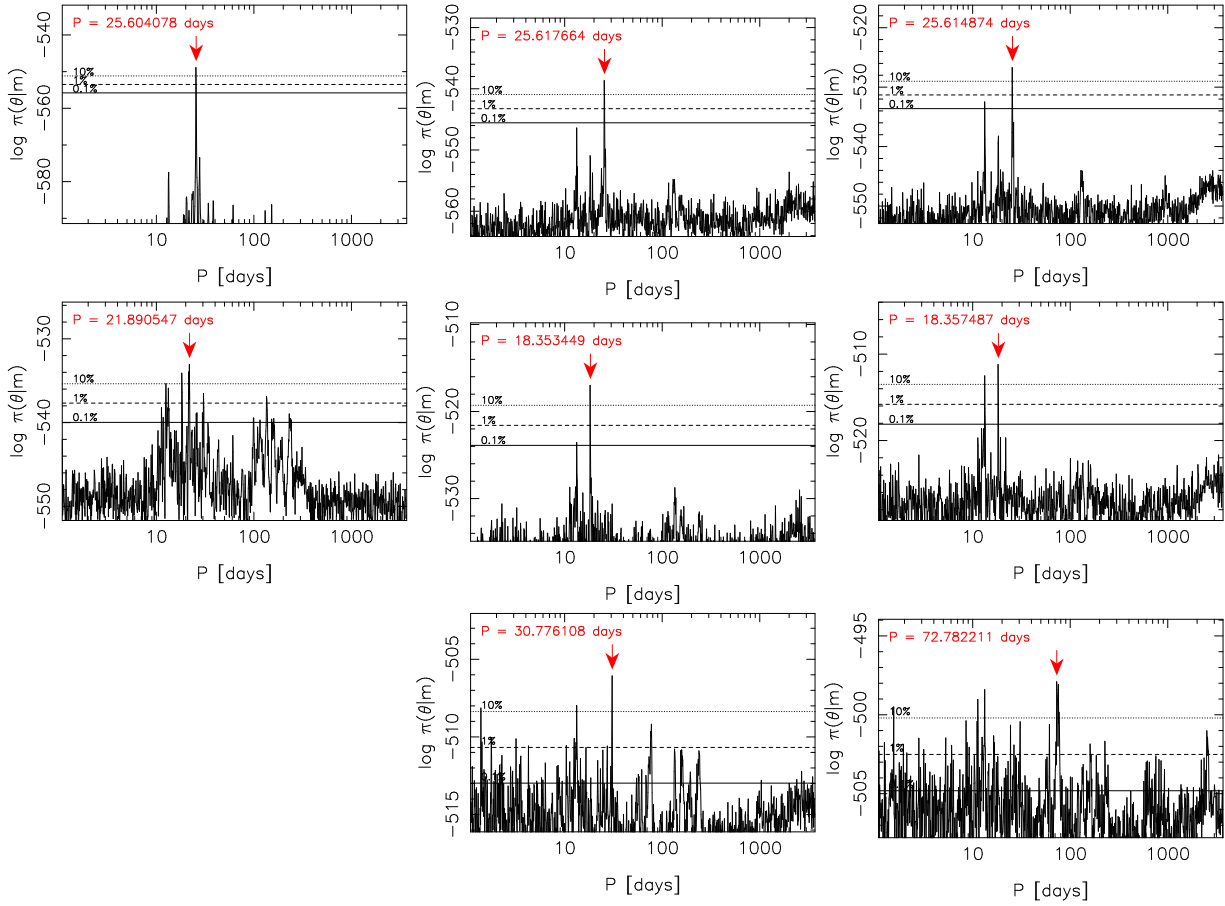 P = 25.604078 days
−540
−560
−580
log π(θ|m)
10%
1%
0.1%
10
100
1000
P [days]
P = 25.617664 days
−530
−540
−550
−560
log π(θ|m)
10%
1%
0.1%
10
100
1000
P [days]
P = 25.614874 days
−520
−530
−540
−550
log π(θ|m)
10%
1%
0.1%
10
100
1000
P [days]
P = 21.890547 days
−530
−540
−550
log π(θ|m)
10%
1%
0.1%
10
100
1000
P [days]
P = 18.353449 days
−510
−520
−530
log π(θ|m)
10%
1%
0.1%
10
100
1000
P [days]
P = 18.357487 days
−510
−520
log π(θ|m)
10%
1%
0.1%
10
100
1000
P [days]
P = 30.776108 days
−505
−510
−515
log π(θ|m)
10%
1%
10
100
1000
P [days]
P = 72.782211 days
−495
−500
−505
log π(θ|m)
10%
1%
10
100
1000
P [days]